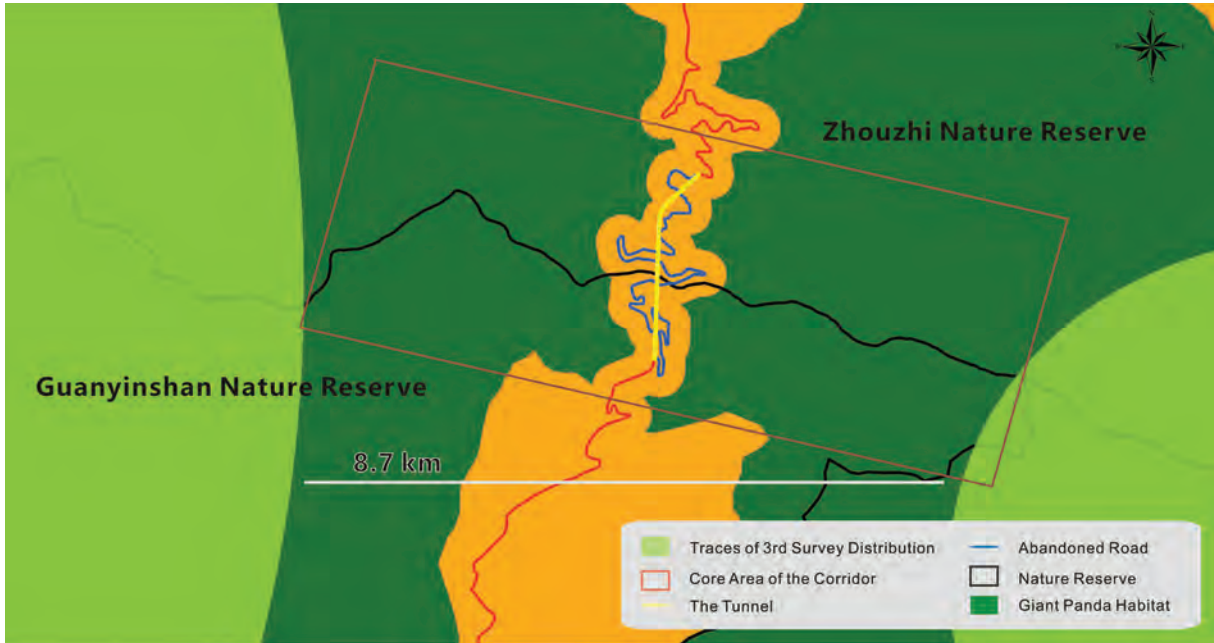 Zhouzhi Nature Reserve
Guanyinshan Nature Reserve
8.7 km
Traces of 3rd Survey Distribution
Core Area of the Corridor
The Tunnel
Abandoned Road
Nature Reserve
Giant Panda Habitat